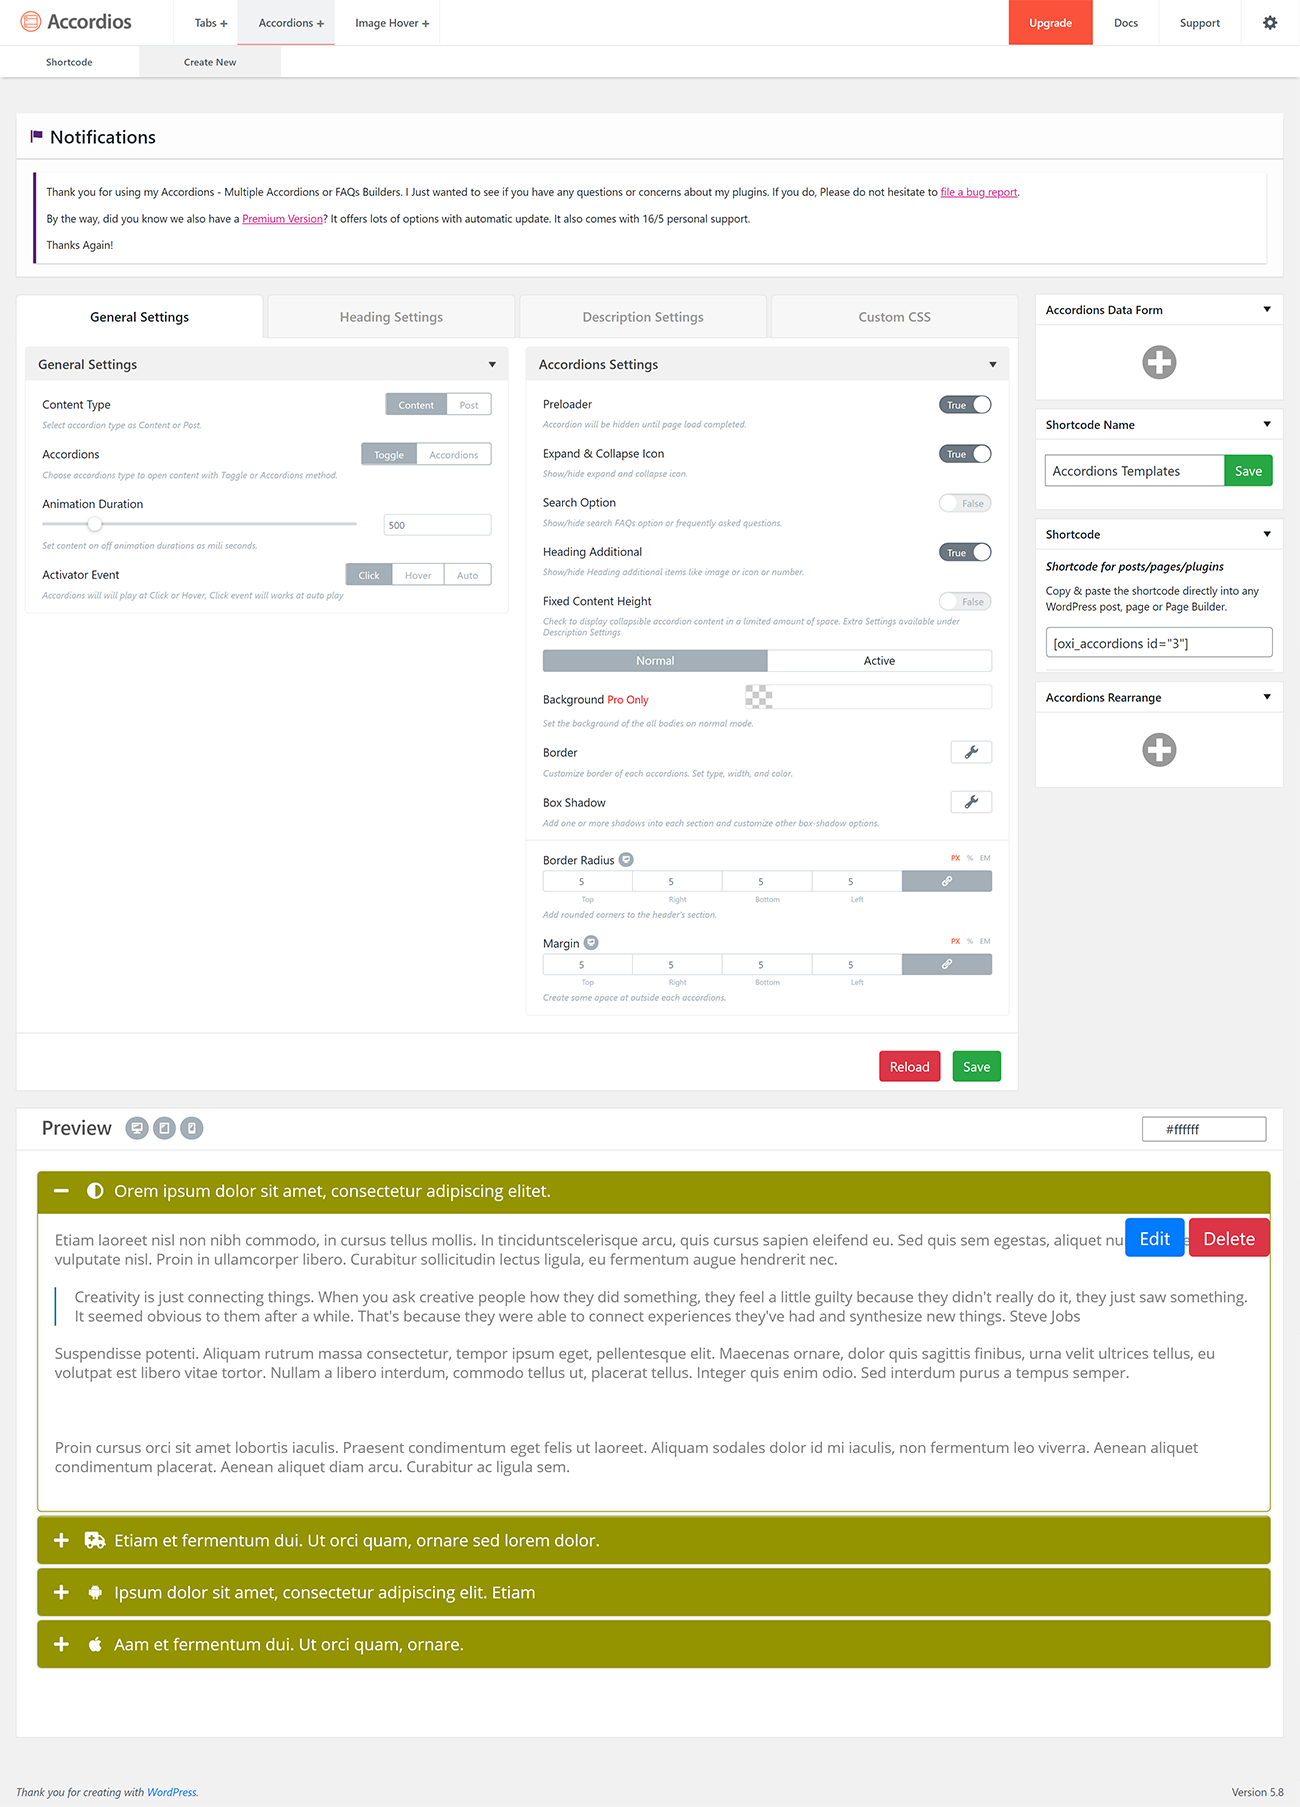 Accordios
Tabs +
Accordions +
Image Hover +
Upgrade
Docs
Support
Shortcode
Create New
Notifications
Thank you for using my Accordions - Multiple Accordions or FAQs Builders. I Just wanted to see if you have any questions or concerns about my plugins. If you do, Please do not hesitate to file a bug report.
By the way, did you know we also have a Premium Version? It offers lots of options with automatic update. It also comes with 16/5 personal support.
Thanks Again!
General Settings
Heading Settings
Description Settings
Custom CSS
General Settings
Content Type
Content
Post
Select accordion type as Content or Post.
Accordions
Toggle
Accordions
Choose accordions type to open content with Toggle or Accordions method.
Animation Duration
500
Set content on off animation durations as mili seconds.
Activator Event
Click
Hover
Auto
Accordions will will play at Click or Hover, Click event will works at auto play
Accordions Settings
Preloader
True
Accordion will be hidden until page load completed.
Expand & Collapse Icon
True
Show/hide expand and collapse icon.
Search Option
False
Show/hide search FAQs option or frequently asked questions.
Heading Additional
True
Show/hide Heading additional items like image or icon or number.
Fixed Content Height
False
Check to display collapsible accordion content in a limited amount of space. Extra Settings available under
Description Settings
Normal
Active
Background Pro Only
Set the background of the all bodies on normal mode.
Border
Customize border of each accordions. Set type, width, and color.
Box Shadow
Add one or more shadows into each section and customize other box-shadow options.
Border Radius
PX % EM
5 5 5 5
Top Right Bottom Left
Add rounded corners to the header's section.
Margin
PX % EM
5 5 5 5
Top Right Bottom Left
Create some apace at outside each accordions.
Reload
Save
Accordions Data Form
Shortcode Name
Accordions Templates
Save
Shortcode
Shortcode for posts/pages/plugins
Copy & paste the shortcode directly into any
WordPress post, page or Page Builder.
[oxi_accordions id="3"]
Accordions Rearrange
Preview
#ffffff
Orem ipsum dolor sit amet, consectetur adipiscing elitet.
Etiam laoreet nisl non nibh commodo, in cursus tellus mollis. In tinciduntscelerisque arcu, quis cursus sapien eleifend eu. Sed quis sem egestas, aliquet nu
Edit
Delete
vulputate nisl. Proin in ullamcorper libero. Curabitur sollicitudin lectus ligula, eu fermentum augue hendrerit nec.
Creativity is just connecting things. When you ask creative people how they did something, they feel a little guilty because they didn't really do it, they just saw something.
It seemed obvious to them after a while. That's because they were able to connect experiences they've had and synthesize new things. Steve Jobs
Suspendisse potenti. Aliquam rutrum massa consectetur, tempor ipsum eget, pellentesque elit. Maecenas ornare, dolor quis sagittis finibus, urna velit ultrices tellus, eu
volutpat est libero vitae tortor. Nullam a libero interdum, commodo tellus ut, placerat tellus. Integer quis enim odio. Sed interdum purus a tempus semper.
Proin cursus orci sit amet lobortis iaculis. Praesent condimentum eget felis ut laoreet. Aliquam sodales dolor id mi iaculis, non fermentum leo viverra. Aenean aliquet
condimentum placerat. Aenean aliquet diam arcu. Curabitur ac ligula sem.
Etiam et fermentum dui. Ut orci quam, ornare sed lorem dolor.
Ipsum dolor sit amet, consectetur adipiscing elit. Etiam
Aam et fermentum dui. Ut orci quam, ornare.
Thank you for creating with WordPress.
Version 5.8